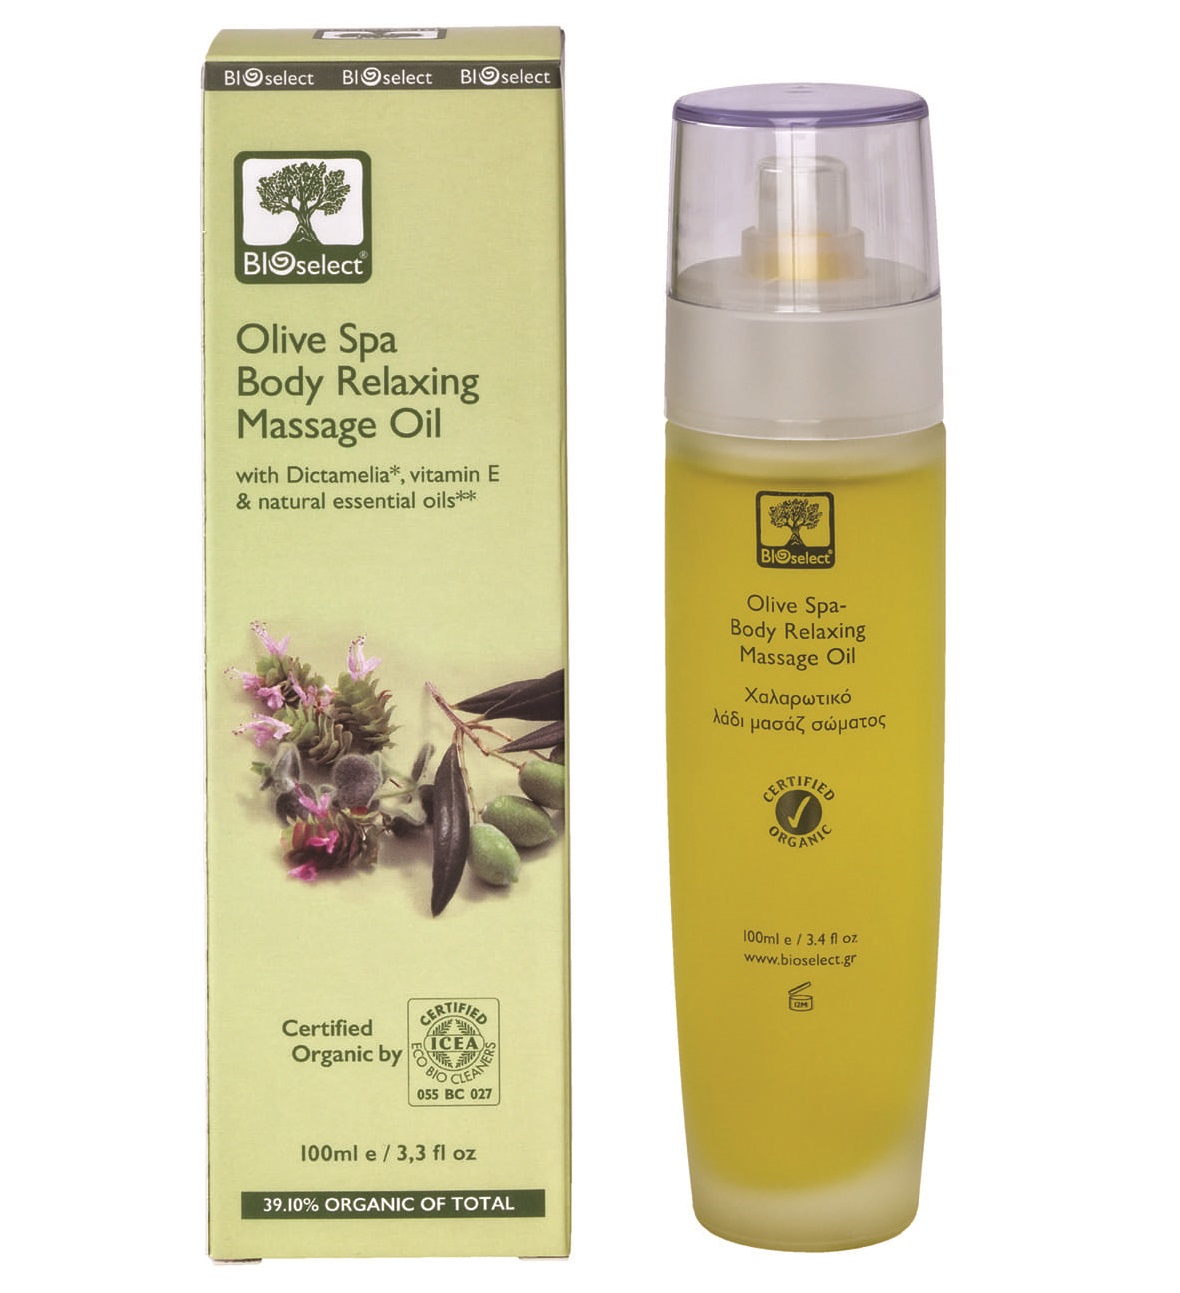 BIOselect BIOselect BIOselect
BIOselect®
Olive Spa
Body Relaxing
Massage Oil
with Dictamelia*, vitamin E
& natural essential oils**
Certified
Organic by
CERTIFIED
ICEA
ECO BIO CLEANERS
055 BC 027
100ml e / 3,3 fl oz
39.10% ORGANIC OF TOTAL
BIOselect®
Olive Spa-
Body Relaxing
Massage Oil
Χαλαρωτικό
λάδι μασάζ σώματος
CERTIFIED
ORGANIC
100ml e / 3.4 fl oz
www.bioselect.gr
12M